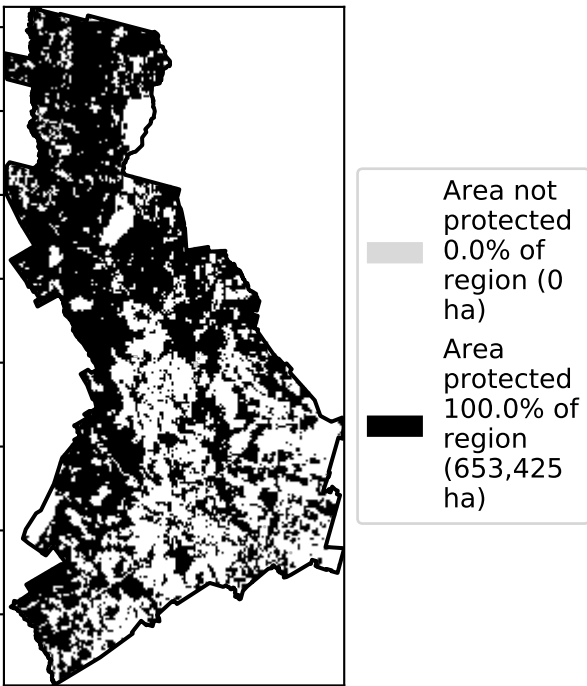 Area not
protected
0.0% of
region (0
ha)
Area
protected
100.0% of
region
(653,425
ha)